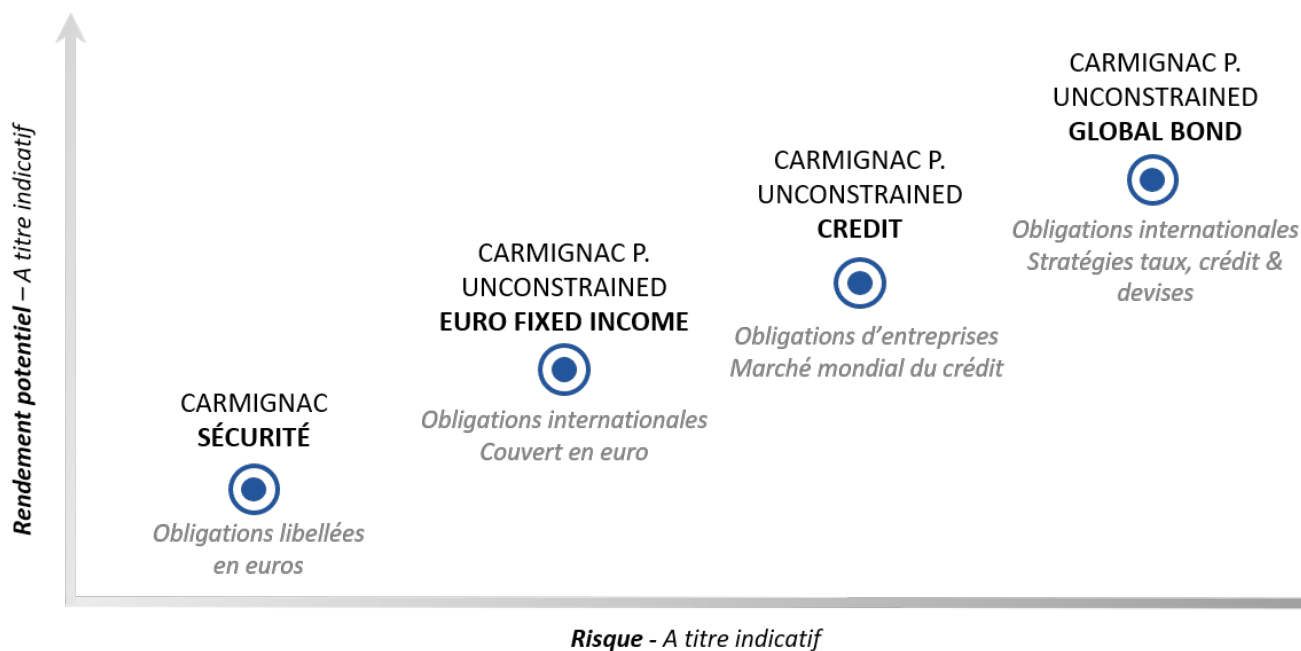 Rendement potentiel – A titre indicatif
CARMIGNAC
SÉCURITÉ
Obligations libellées
en euros
CARMIGNAC P.
UNCONSTRAINED
EURO FIXED INCOME
Obligations internationales
Couvert en euro
CARMIGNAC P.
UNCONSTRAINED
CREDIT
Obligations d’entreprises
Marché mondial du crédit
CARMIGNAC P.
UNCONSTRAINED
GLOBAL BOND
Obligations internationales
Stratégies taux, crédit &
devises
Risque - A titre indicatif